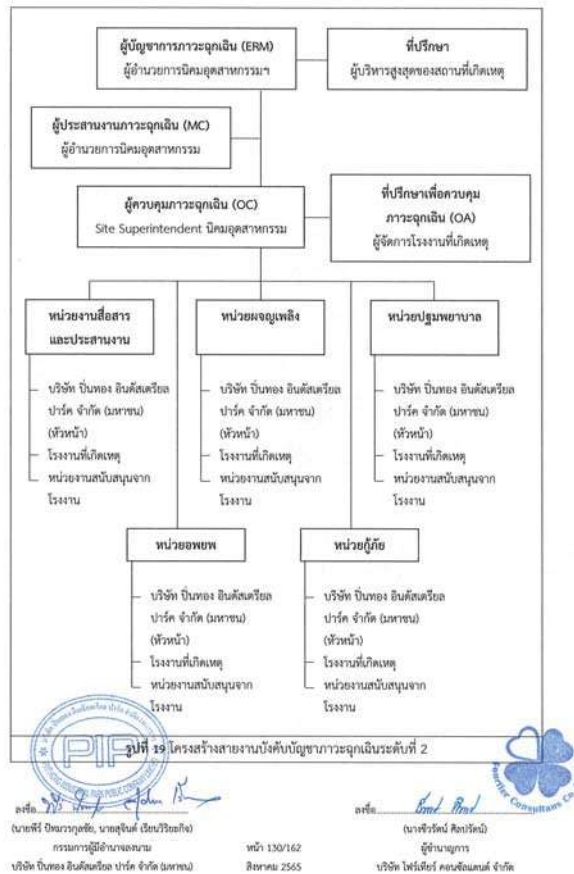 ผู้บัญชาการภาวะฉุกเฉิน (ERM)
ผู้อำนวยการนิคมอุตสาหกรรมฯ
ที่ปรึกษา
ผู้บริหารสูงสุดของสถานที่เกิดเหตุ
ผู้ประสานงานภาวะฉุกเฉิน (MC)
ผู้อำนวยการนิคมอุตสาหกรรม
ผู้ควบคุมภาวะฉุกเฉิน (OC)
Site Superintendent นิคมอุตสาหกรรม
ที่ปรึกษาเพื่อควบคุม
ภาวะฉุกเฉิน (OA)
ผู้จัดการโรงงานที่เกิดเหตุ
หน่วยงานสื่อสาร
และประสานงาน
บริษัท ปิ่นทอง อินดัสเตรียล
ปาร์ค จำกัด (มหาชน)
(หัวหน้า)
โรงงานที่เกิดเหตุ
หน่วยงานสนับสนุนจาก
โรงงาน
หน่วยผจญเพลิง
บริษัท ปิ่นทอง อินดัสเตรียล
ปาร์ค จำกัด (มหาชน)
(หัวหน้า)
โรงงานที่เกิดเหตุ
หน่วยงานสนับสนุนจาก
โรงงาน
หน่วยปฐมพยาบาล
บริษัท ปิ่นทอง อินดัสเตรียล
ปาร์ค จำกัด (มหาชน)
(หัวหน้า)
โรงงานที่เกิดเหตุ
หน่วยงานสนับสนุนจาก
โรงงาน
หน่วยอพยพ
บริษัท ปิ่นทอง อินดัสเตรียล
ปาร์ค จำกัด (มหาชน)
(หัวหน้า)
โรงงานที่เกิดเหตุ
หน่วยงานสนับสนุนจาก
โรงงาน
หน่วยกู้ภัย
บริษัท ปิ่นทอง อินดัสเตรียล
ปาร์ค จำกัด (มหาชน)
(หัวหน้า)
โรงงานที่เกิดเหตุ
หน่วยงานสนับสนุนจาก
โรงงาน
รูปที่ 19 โครงสร้างสายงานบังคับบัญชาภาวะฉุกเฉินระดับที่ 2
PIP
Fourtier Consultans Co
ลงชื่อ
(นายพีร์ ปัทมวรกุลชัย, นายสุจินต์ เรียนวิริยะกิจ)
กรรมการผู้มีอำนาจลงนาม
บริษัท ปิ่นทอง อินดัสเตรียล ปาร์ค จำกัด (มหาชน)
หน้า 130/162
สิงหาคม 2565
ลงชื่อ
(นางชีวรัตน์ ศิลปรัตน์)
ผู้ชำนาญการ
บริษัท โฟร์เทียร์ คอนซัลแตนต์ จำกัด